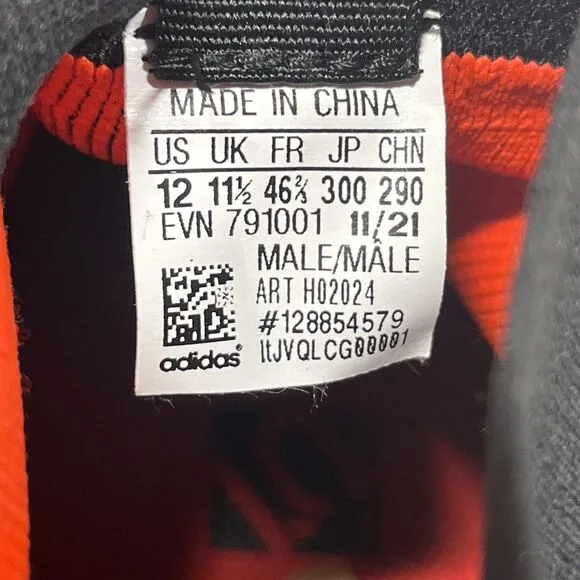 MADE IN CHINA
US UK FR JP CHN
12 11½ 46⅔ 300 290
EVN 791001 11/21
MALE/MÂLE
ART H02024
#128854579
adidas ltJVQLCG00001